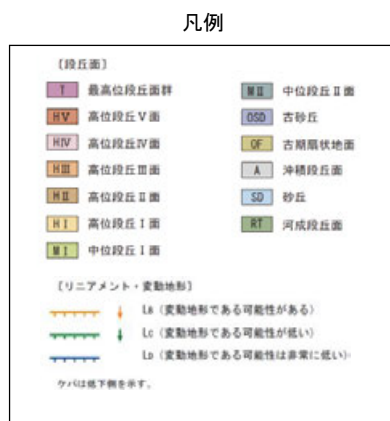 凡例
〔段丘面〕
T 最高位段丘面群
HⅤ 高位段丘Ⅴ面
HⅣ 高位段丘Ⅳ面
HⅢ 高位段丘Ⅲ面
HⅡ 高位段丘Ⅱ面
HⅠ 高位段丘Ⅰ面
MⅠ 中位段丘Ⅰ面
MⅡ 中位段丘Ⅱ面
OSD 古砂丘
OF 古期扇状地面
A 沖積段丘面
SD 砂丘
RT 河成段丘面
〔リニアメント・変動地形〕
LB（変動地形である可能性がある）
LC（変動地形である可能性が低い）
LD（変動地形である可能性は非常に低い）
ケバは低下側を示す。